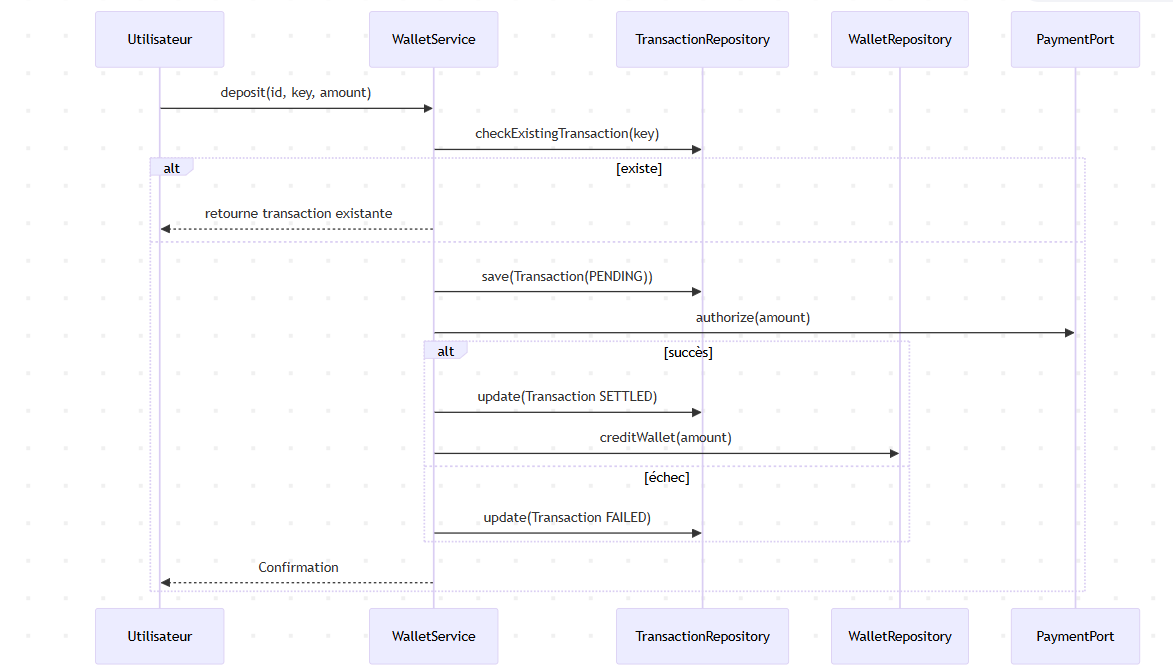 Utilisateur
WalletService
TransactionRepository
WalletRepository
PaymentPort
deposit(id, key, amount)
checkExistingTransaction(key)
alt
[existe]
retourne transaction existante
save(Transaction(PENDING))
authorize(amount)
alt
[succès]
update(Transaction SETTLED)
creditWallet(amount)
[échec]
update(Transaction FAILED)
Confirmation
Utilisateur
WalletService
TransactionRepository
WalletRepository
PaymentPort